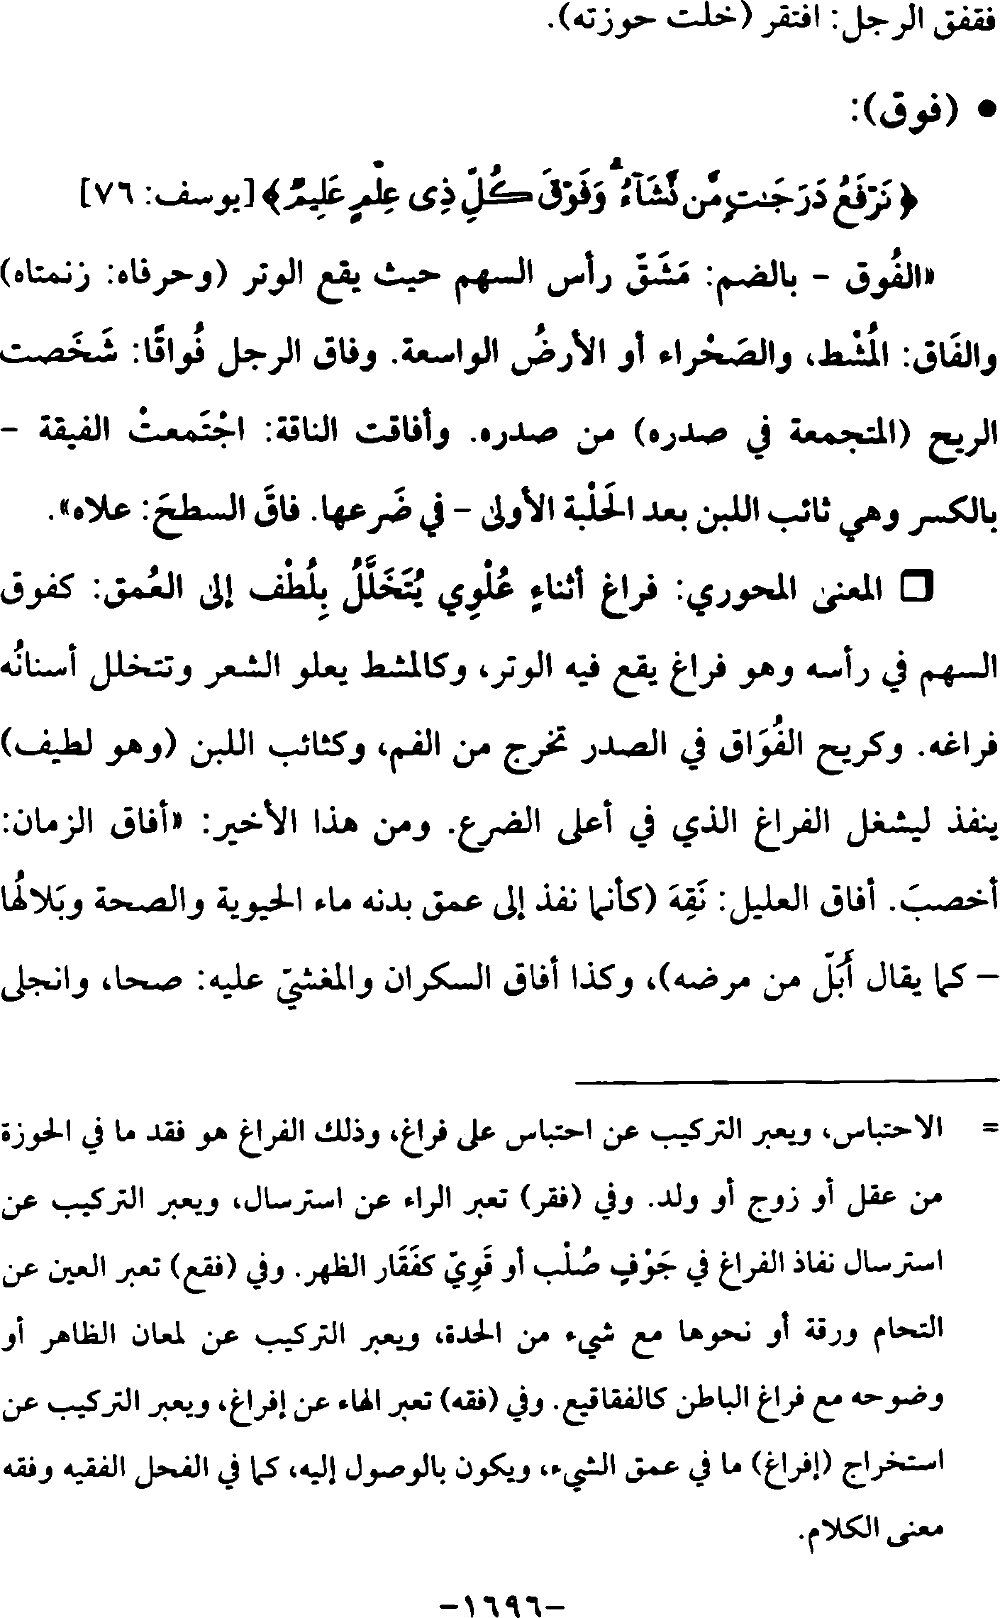 فقفق الرجل: افتقر (خلت حوزته).
• (فوق):
﴿نَرْفَعُ دَرَجَـٰتٍ مَّن نَّشَآءُ ۗ وَفَوْقَ كُلِّ ذِى عِلْمٍ عَلِيمٌ﴾ [يوسف: ٧٦]
«الفُوق - بالضم: مَشَقّ رأس السهم حيث يقع الوتر (وحرفاه: زنمتاه)
والفَاق: المُشْط، والصَحْراء أو الأرضُ الواسعة. وفاق الرجل فُواقًا: شَخَصت
الريح (المتجمعة في صدره) من صدره. وأفاقت الناقة: اجْتَمعتْ الفيقة -
بالكسر وهي ثائب اللبن بعد الحَلْبة الأولى - في ضَرعها. فاقَ السطحَ: علاه».
❏ المعنى المحوري: فراغ أثناءٍ عُلْوِي يُتَخَلَّلُ بِلُطْف إلى العُمق: كفوق
السهم في رأسه وهو فراغ يقع فيه الوتر، وكالمشط يعلو الشعر وتتخلل أسنانُه
فراغه. وكريح الفُوَاق في الصدر تخرج من الفم، وكثائب اللبن (وهو لطيف)
ينفذ ليشغل الفراغ الذي في أعلى الضرع. ومن هذا الأخير: «أفاق الزمان:
أخصبَ. أفاق العليل: نَقِهَ (كأنما نفذ إلى عمق بدنه ماء الحيوية والصحة وبَلالُها
- كما يقال أَبَلّ من مرضه)، وكذا أفاق السكران والمغشيّ عليه: صحا، وانجلى
= الاحتباس، ويعبر التركيب عن احتباس على فراغ، وذلك الفراغ هو فقد ما في الحوزة
من عقل أو زوج أو ولد. وفي (فقر) تعبر الراء عن استرسال، ويعبر التركيب عن
استرسال نفاذ الفراغ في جَوْفٍ صُلْب أو قَوِيّ كفَقَار الظهر. وفي (فقع) تعبر العين عن
التحام ورقة أو نحوها مع شيء من الحدة، ويعبر التركيب عن لمعان الظاهر أو
وضوحه مع فراغ الباطن كالفقاقيع. وفي (فقه) تعبر الهاء عن إفراغ، ويعبر التركيب عن
استخراج (إفراغ) ما في عمق الشيء، ويكون بالوصول إليه، كما في الفحل الفقيه وفقه
معنى الكلام.
-١٦٩٦-